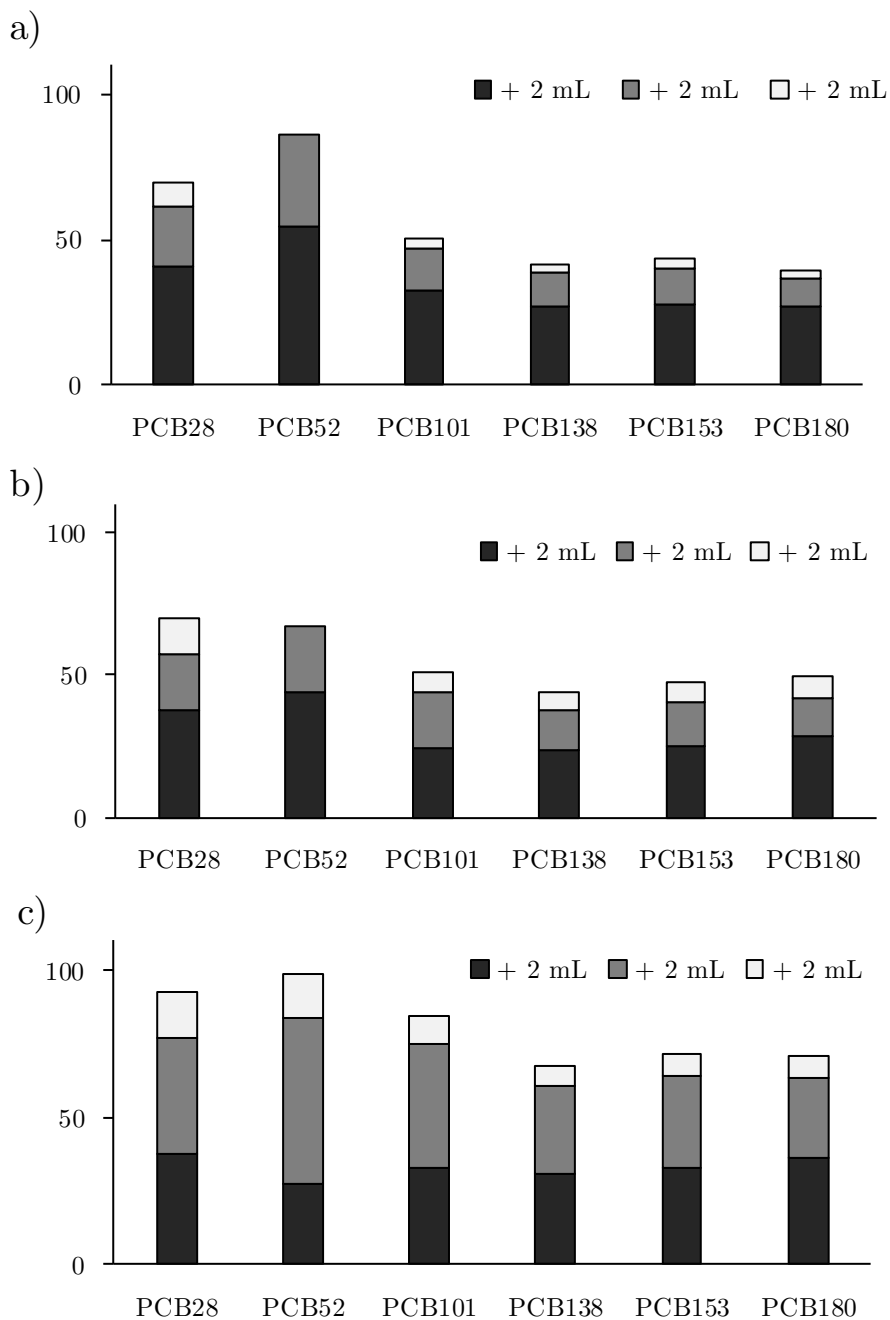 a)
100
+ 2 mL + 2 mL + 2 mL
50
0
PCB28 PCB52 PCB101 PCB138 PCB153 PCB180
b)
100
+ 2 mL + 2 mL + 2 mL
50
0
PCB28 PCB52 PCB101 PCB138 PCB153 PCB180
c)
100
+ 2 mL + 2 mL + 2 mL
50
0
PCB28 PCB52 PCB101 PCB138 PCB153 PCB180